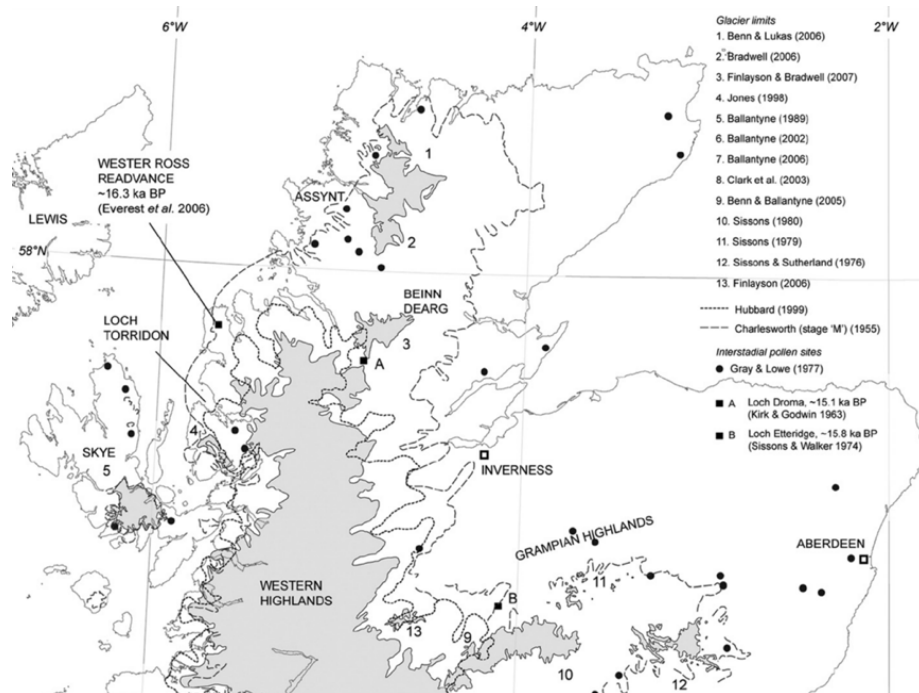 6°W
4°W
2°W
Glacier limits
1. Benn & Lukas (2006)
2. Bradwell (2006)
3. Finlayson & Bradwell (2007)
4. Jones (1998)
5. Ballantyne (1989)
6. Ballantyne (2002)
7. Ballantyne (2006)
8. Clark et al. (2003)
9. Benn & Ballantyne (2005)
10. Sissons (1980)
11. Sissons (1979)
12. Sissons & Sutherland (1976)
13. Finlayson (2006)
Hubbard (1999)
Charlesworth (stage 'M') (1955)
Interstadial pollen sites
Gray & Lowe (1977)
A Loch Droma, ~15.1 ka BP
(Kirk & Godwin 1963)
B Loch Etteridge, ~15.8 ka BP
(Sissons & Walker 1974)
WESTER ROSS
READVANCE
~16.3 ka BP
(Everest et al. 2006)
1
ASSYNT
LEWIS
58°N
2
BEINN
DEARG
LOCH
TORRIDON
3
A
4
SKYE
5
INVERNESS
GRAMPIAN HIGHLANDS
ABERDEEN
11
WESTERN
HIGHLANDS
B
13
9
10
12